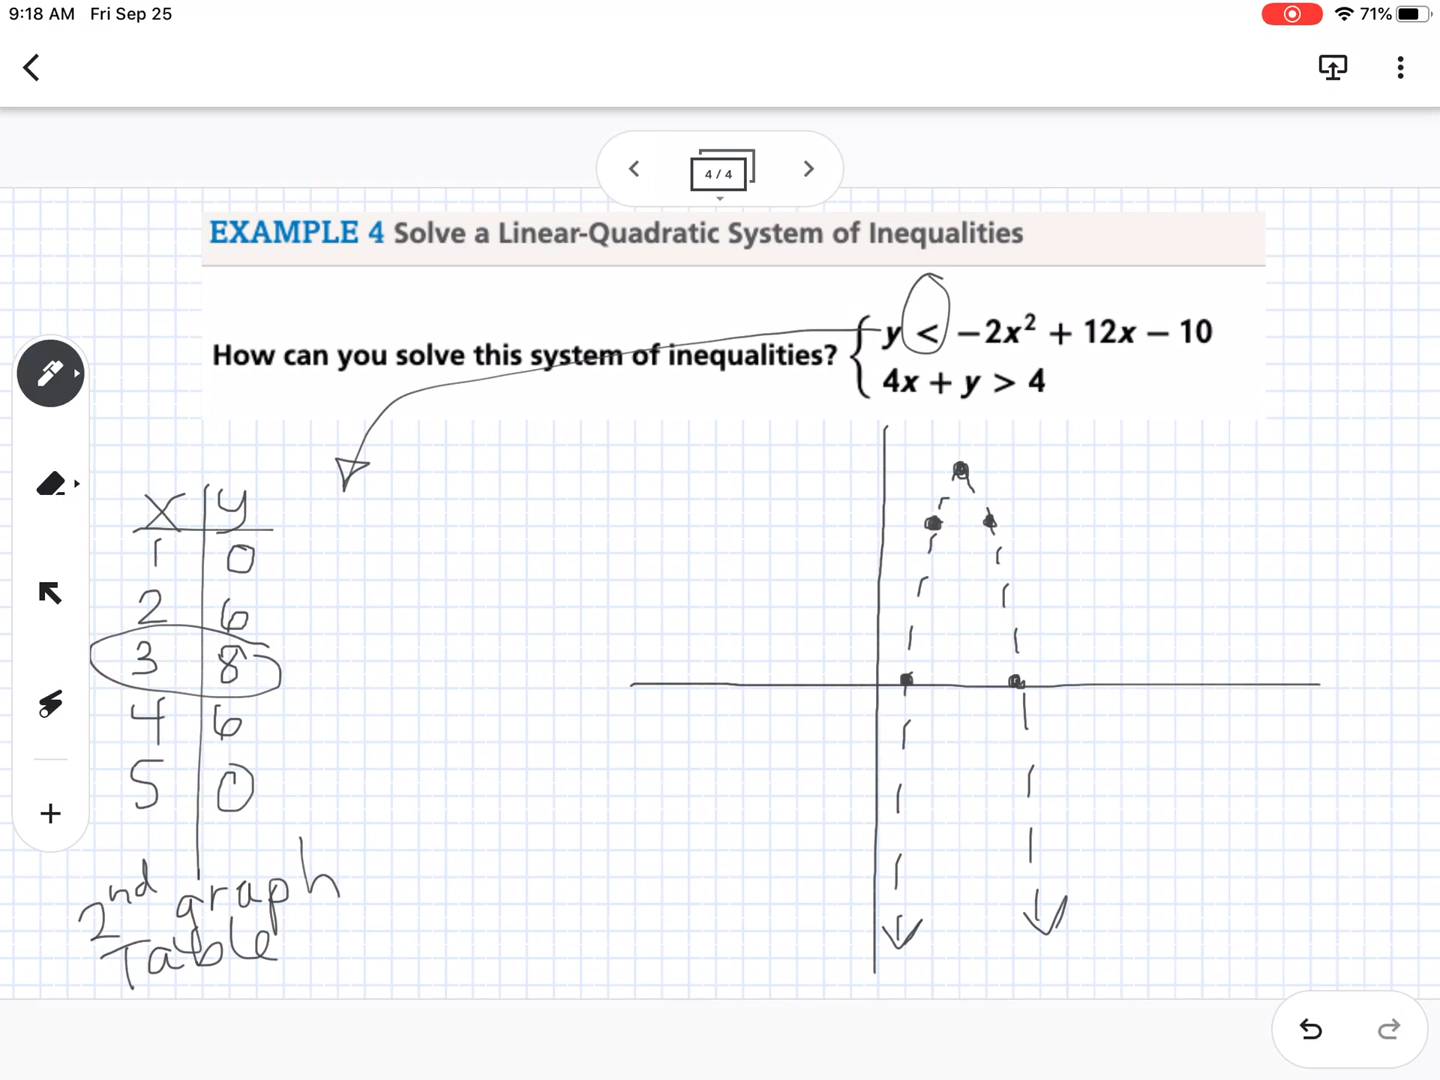 9:18 AM Fri Sep 25
71%
4 / 4
EXAMPLE 4 Solve a Linear-Quadratic System of Inequalities
How can you solve this system of inequalities?
y < −2x² + 12x − 10
4x + y > 4
x y
1 0
2 6
3 8
4 6
5 0
2nd graph
Table